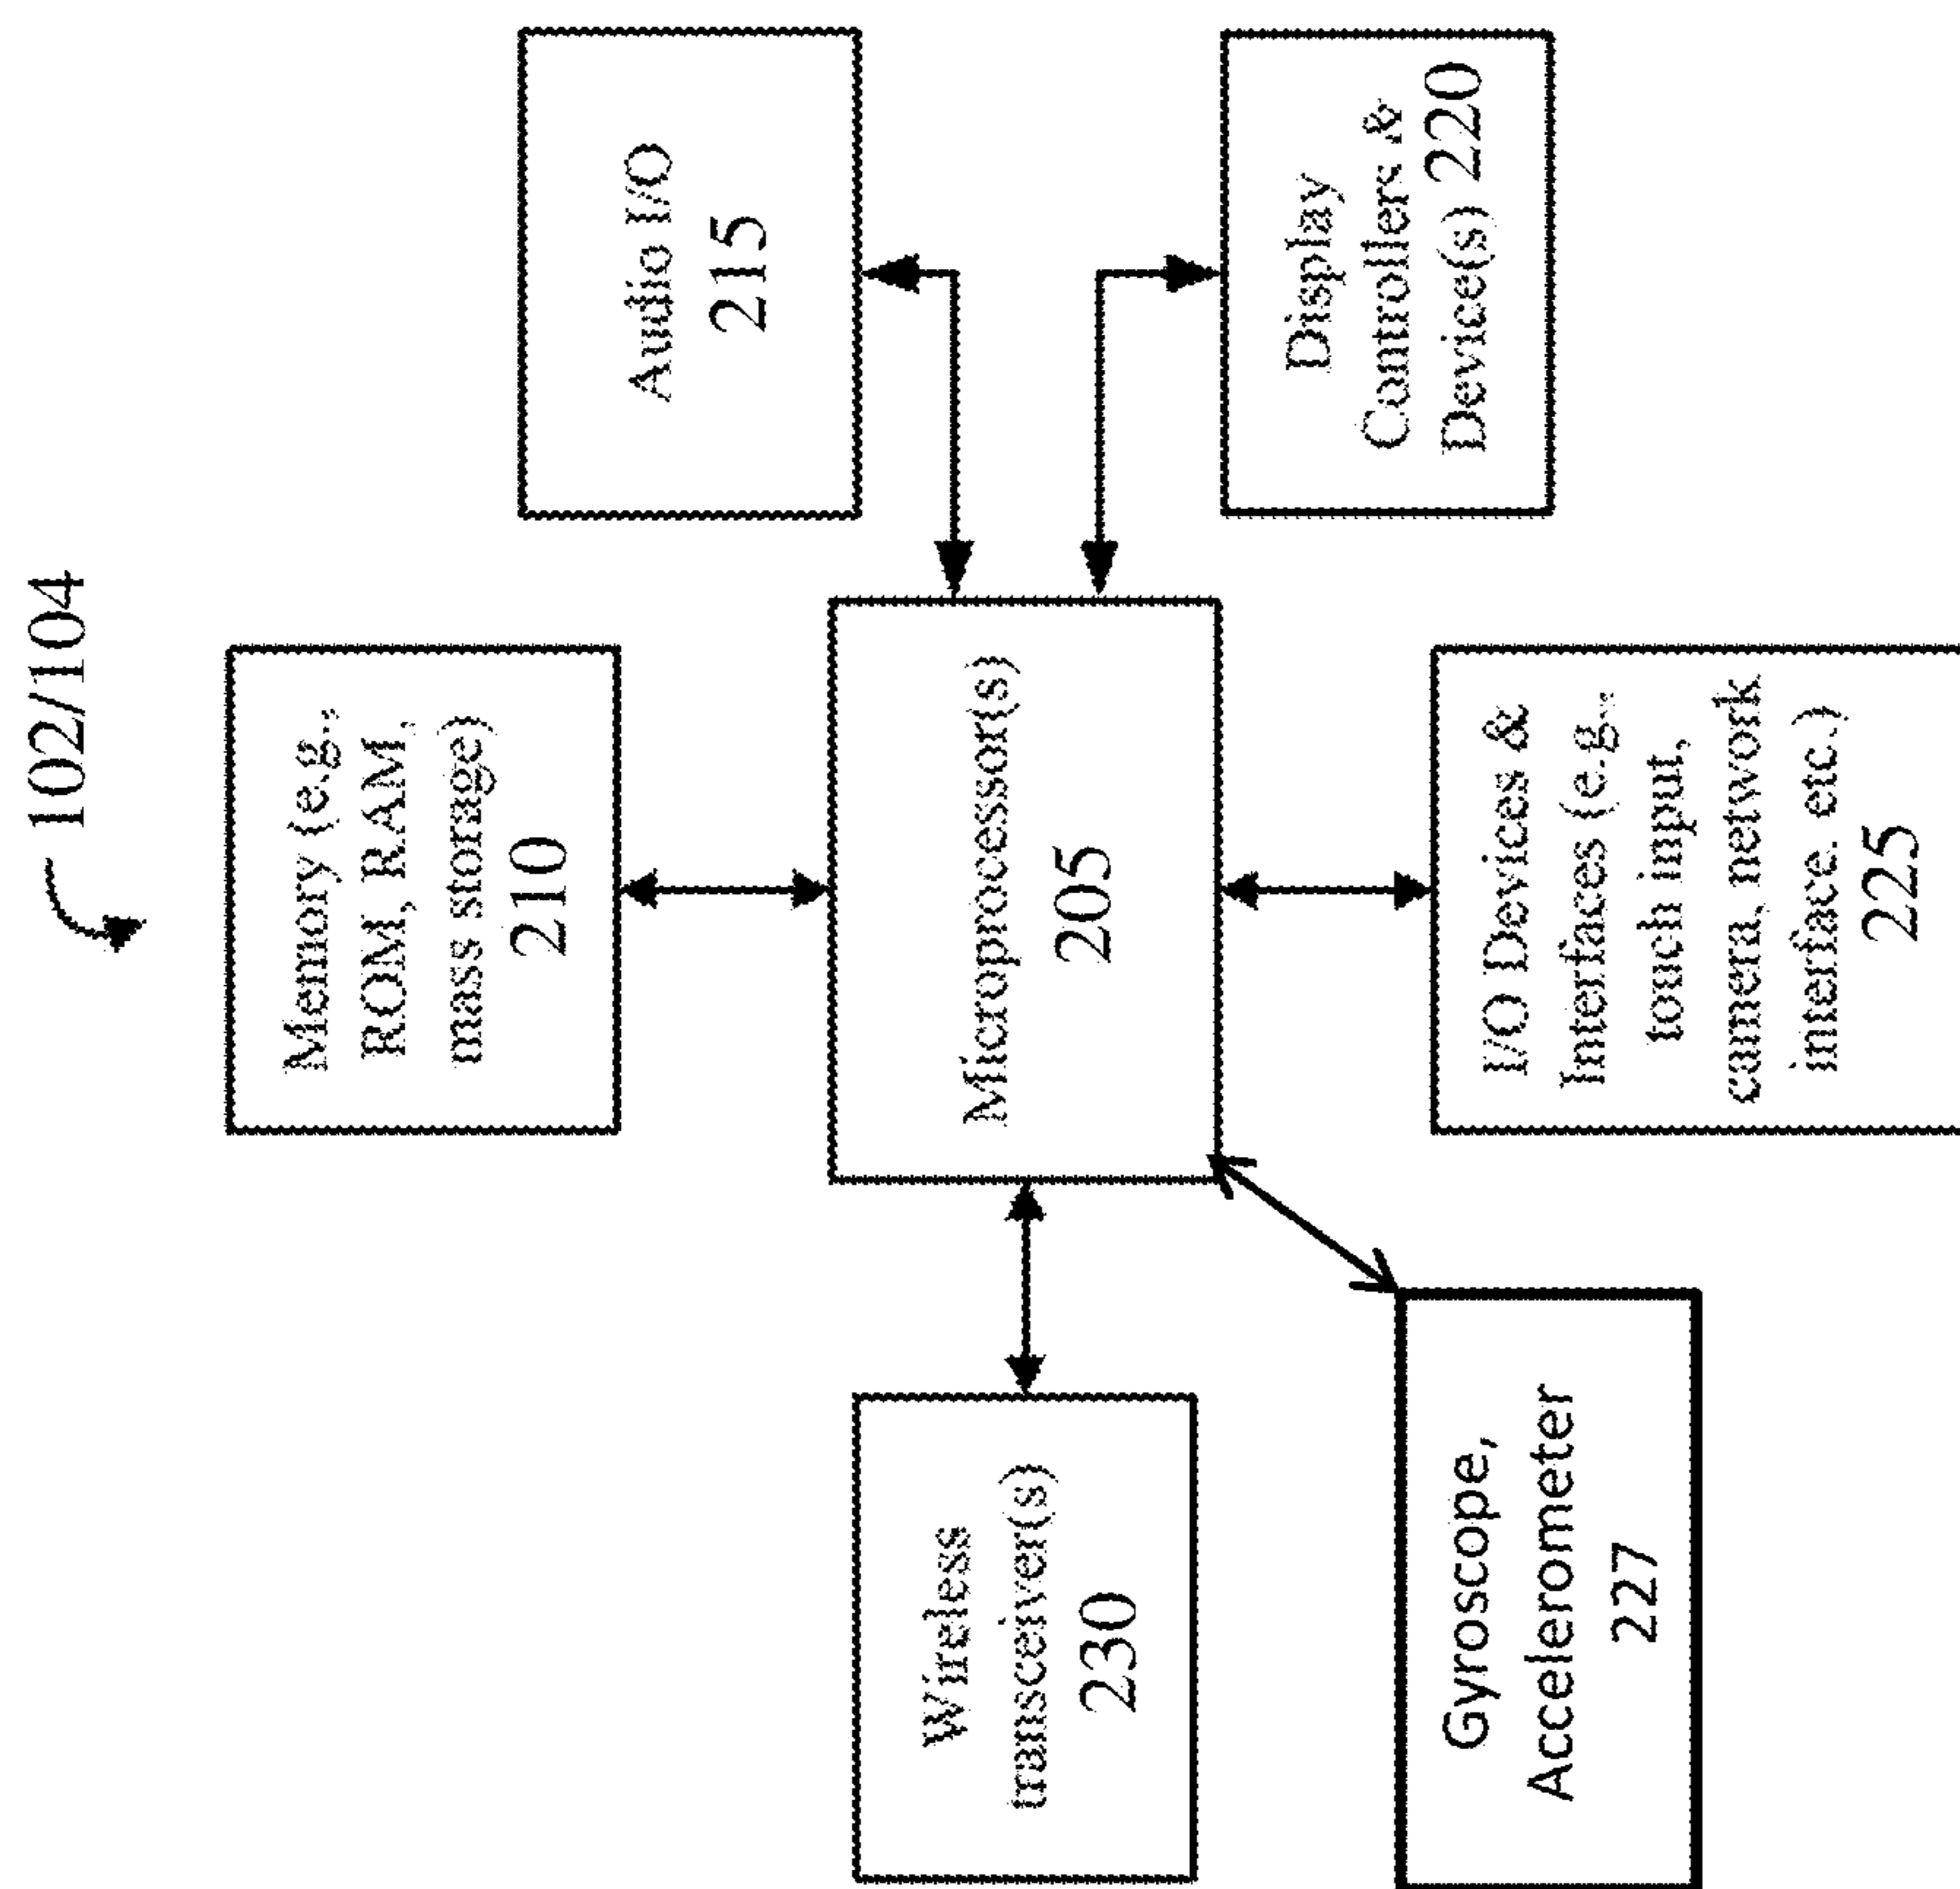 102/104
Memory (e.g.,
ROM, RAM,
mass storage)
210
Audio I/O
215
Wireless
transceiver(s)
230
Microprocessor(s)
205
Display
Controllers &
Device(s) 220
Gyroscope,
Accelerometer
227
I/O Devices &
Interfaces (e.g.,
touch input,
camera, network
interface, etc.)
225